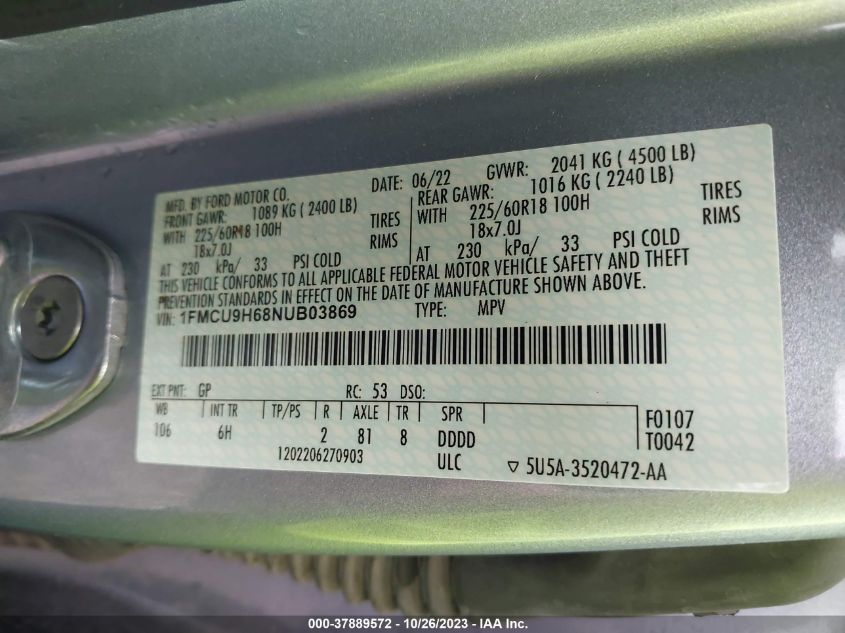 MFD. BY FORD MOTOR CO. DATE: 06/22 GVWR: 2041 KG ( 4500 LB)
FRONT GAWR: 1089 KG ( 2400 LB) REAR GAWR: 1016 KG ( 2240 LB)
WITH 225/60R18 100H TIRES WITH 225/60R18 100H TIRES
18x7.0J RIMS 18x7.0J RIMS
AT 230 kPa/ 33 PSI COLD AT 230 kPa/ 33 PSI COLD
THIS VEHICLE CONFORMS TO ALL APPLICABLE FEDERAL MOTOR VEHICLE SAFETY AND THEFT
PREVENTION STANDARDS IN EFFECT ON THE DATE OF MANUFACTURE SHOWN ABOVE.
VIN: 1FMCU9H68NUB03869 TYPE: MPV
EXT PNT: GP RC: 53 DSO:
WB INT TR TP/PS R AXLE TR SPR F0107
106 6H 2 81 8 DDDD T0042
1202206270903 ULC ▽ 5U5A-3520472-AA
000-37889572 - 10/26/2023 - IAA Inc.